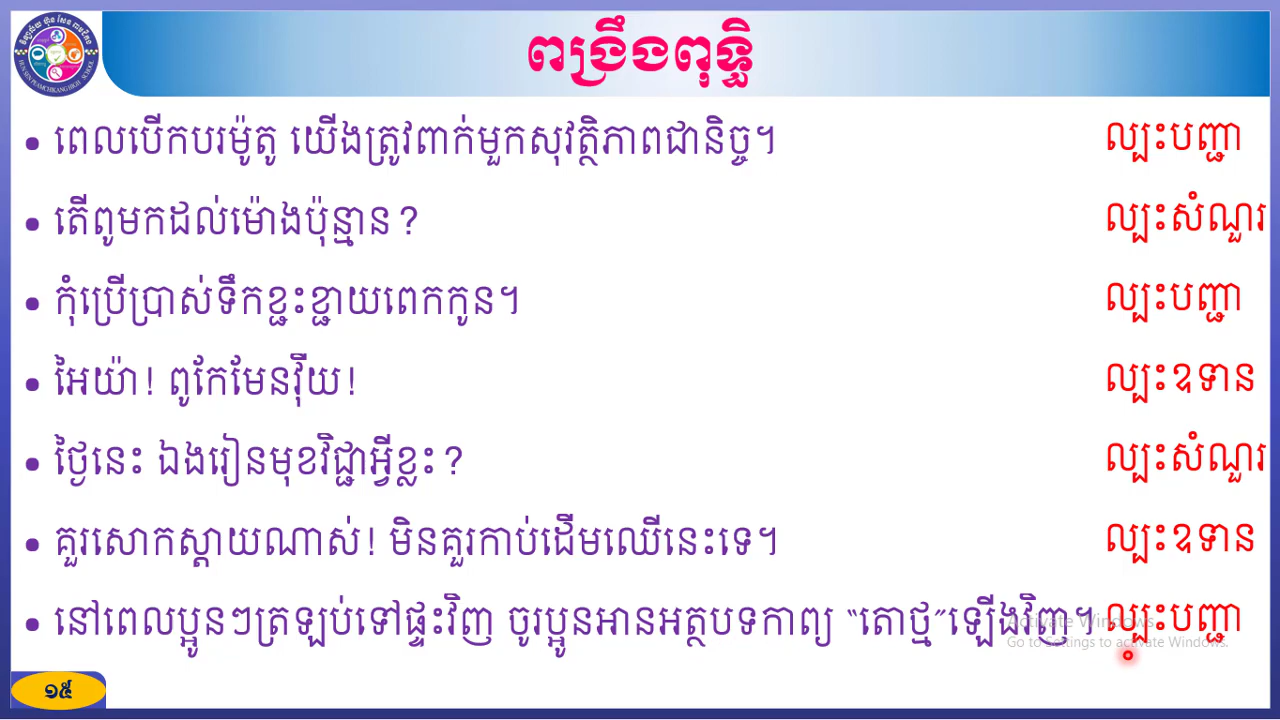 ពង្រឹងពុទ្ធិ
• ពេលបើកបរម៉ូតូ យើងត្រូវពាក់មួកសុវត្ថិភាពជានិច្ច។ ល្បះបញ្ជា
• តើពូមកដល់ម៉ោងប៉ុន្មាន? ល្បះសំណួរ
• កុំប្រើប្រាស់ទឹកខ្ជះខ្ជាយពេកកូន។ ល្បះបញ្ជា
• អៃយ៉ា! ពូកែមែនវ៉ីយ! ល្បះឧទាន
• ថ្ងៃនេះ ឯងរៀនមុខវិជ្ជាអ្វីខ្លះ? ល្បះសំណួរ
• គួរសោកស្ដាយណាស់! មិនគួរកាប់ដើមឈើនេះទេ។ ល្បះឧទាន
• នៅពេលប្អូនៗត្រឡប់ទៅផ្ទះវិញ ចូរប្អូនអានអត្ថបទកាព្យ “តោថ្ម”ឡើងវិញ។ ល្បះបញ្ជា
Activate Windows
Go to Settings to activate Windows.
១៥